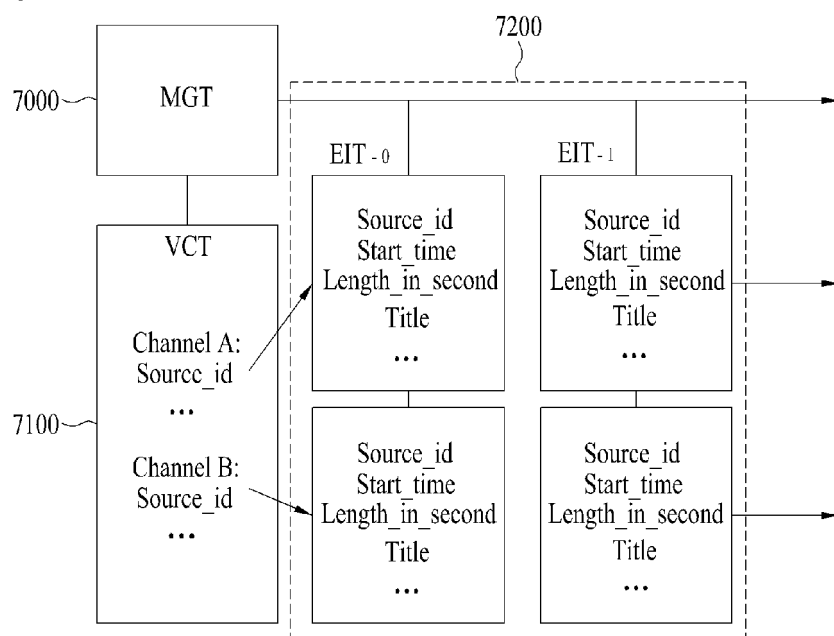 7200
7000
MGT
EIT - 0
EIT - 1
VCT
Channel A:
Source_id
...
7100
Channel B:
Source_id
...
Source_id
Start_time
Length_in_second
Title
...
Source_id
Start_time
Length_in_second
Title
...
Source_id
Start_time
Length_in_second
Title
...
Source_id
Start_time
Length_in_second
Title
...